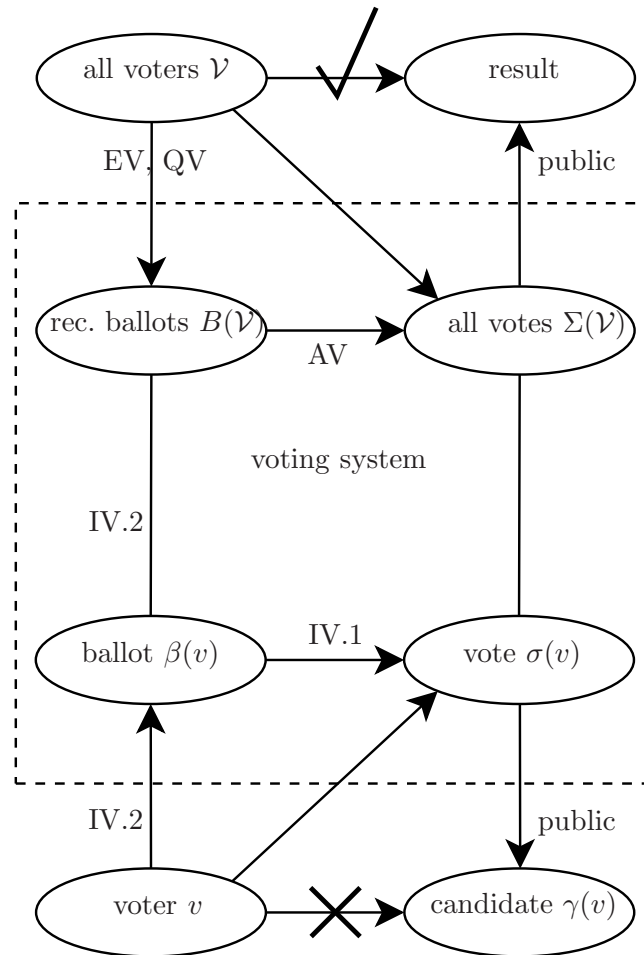 all voters 𝒱
result
EV, QV
public
rec. ballots B(𝒱)
all votes Σ(𝒱)
AV
voting system
IV.2
IV.1
ballot β(v)
vote σ(v)
IV.2
public
voter v
candidate γ(v)